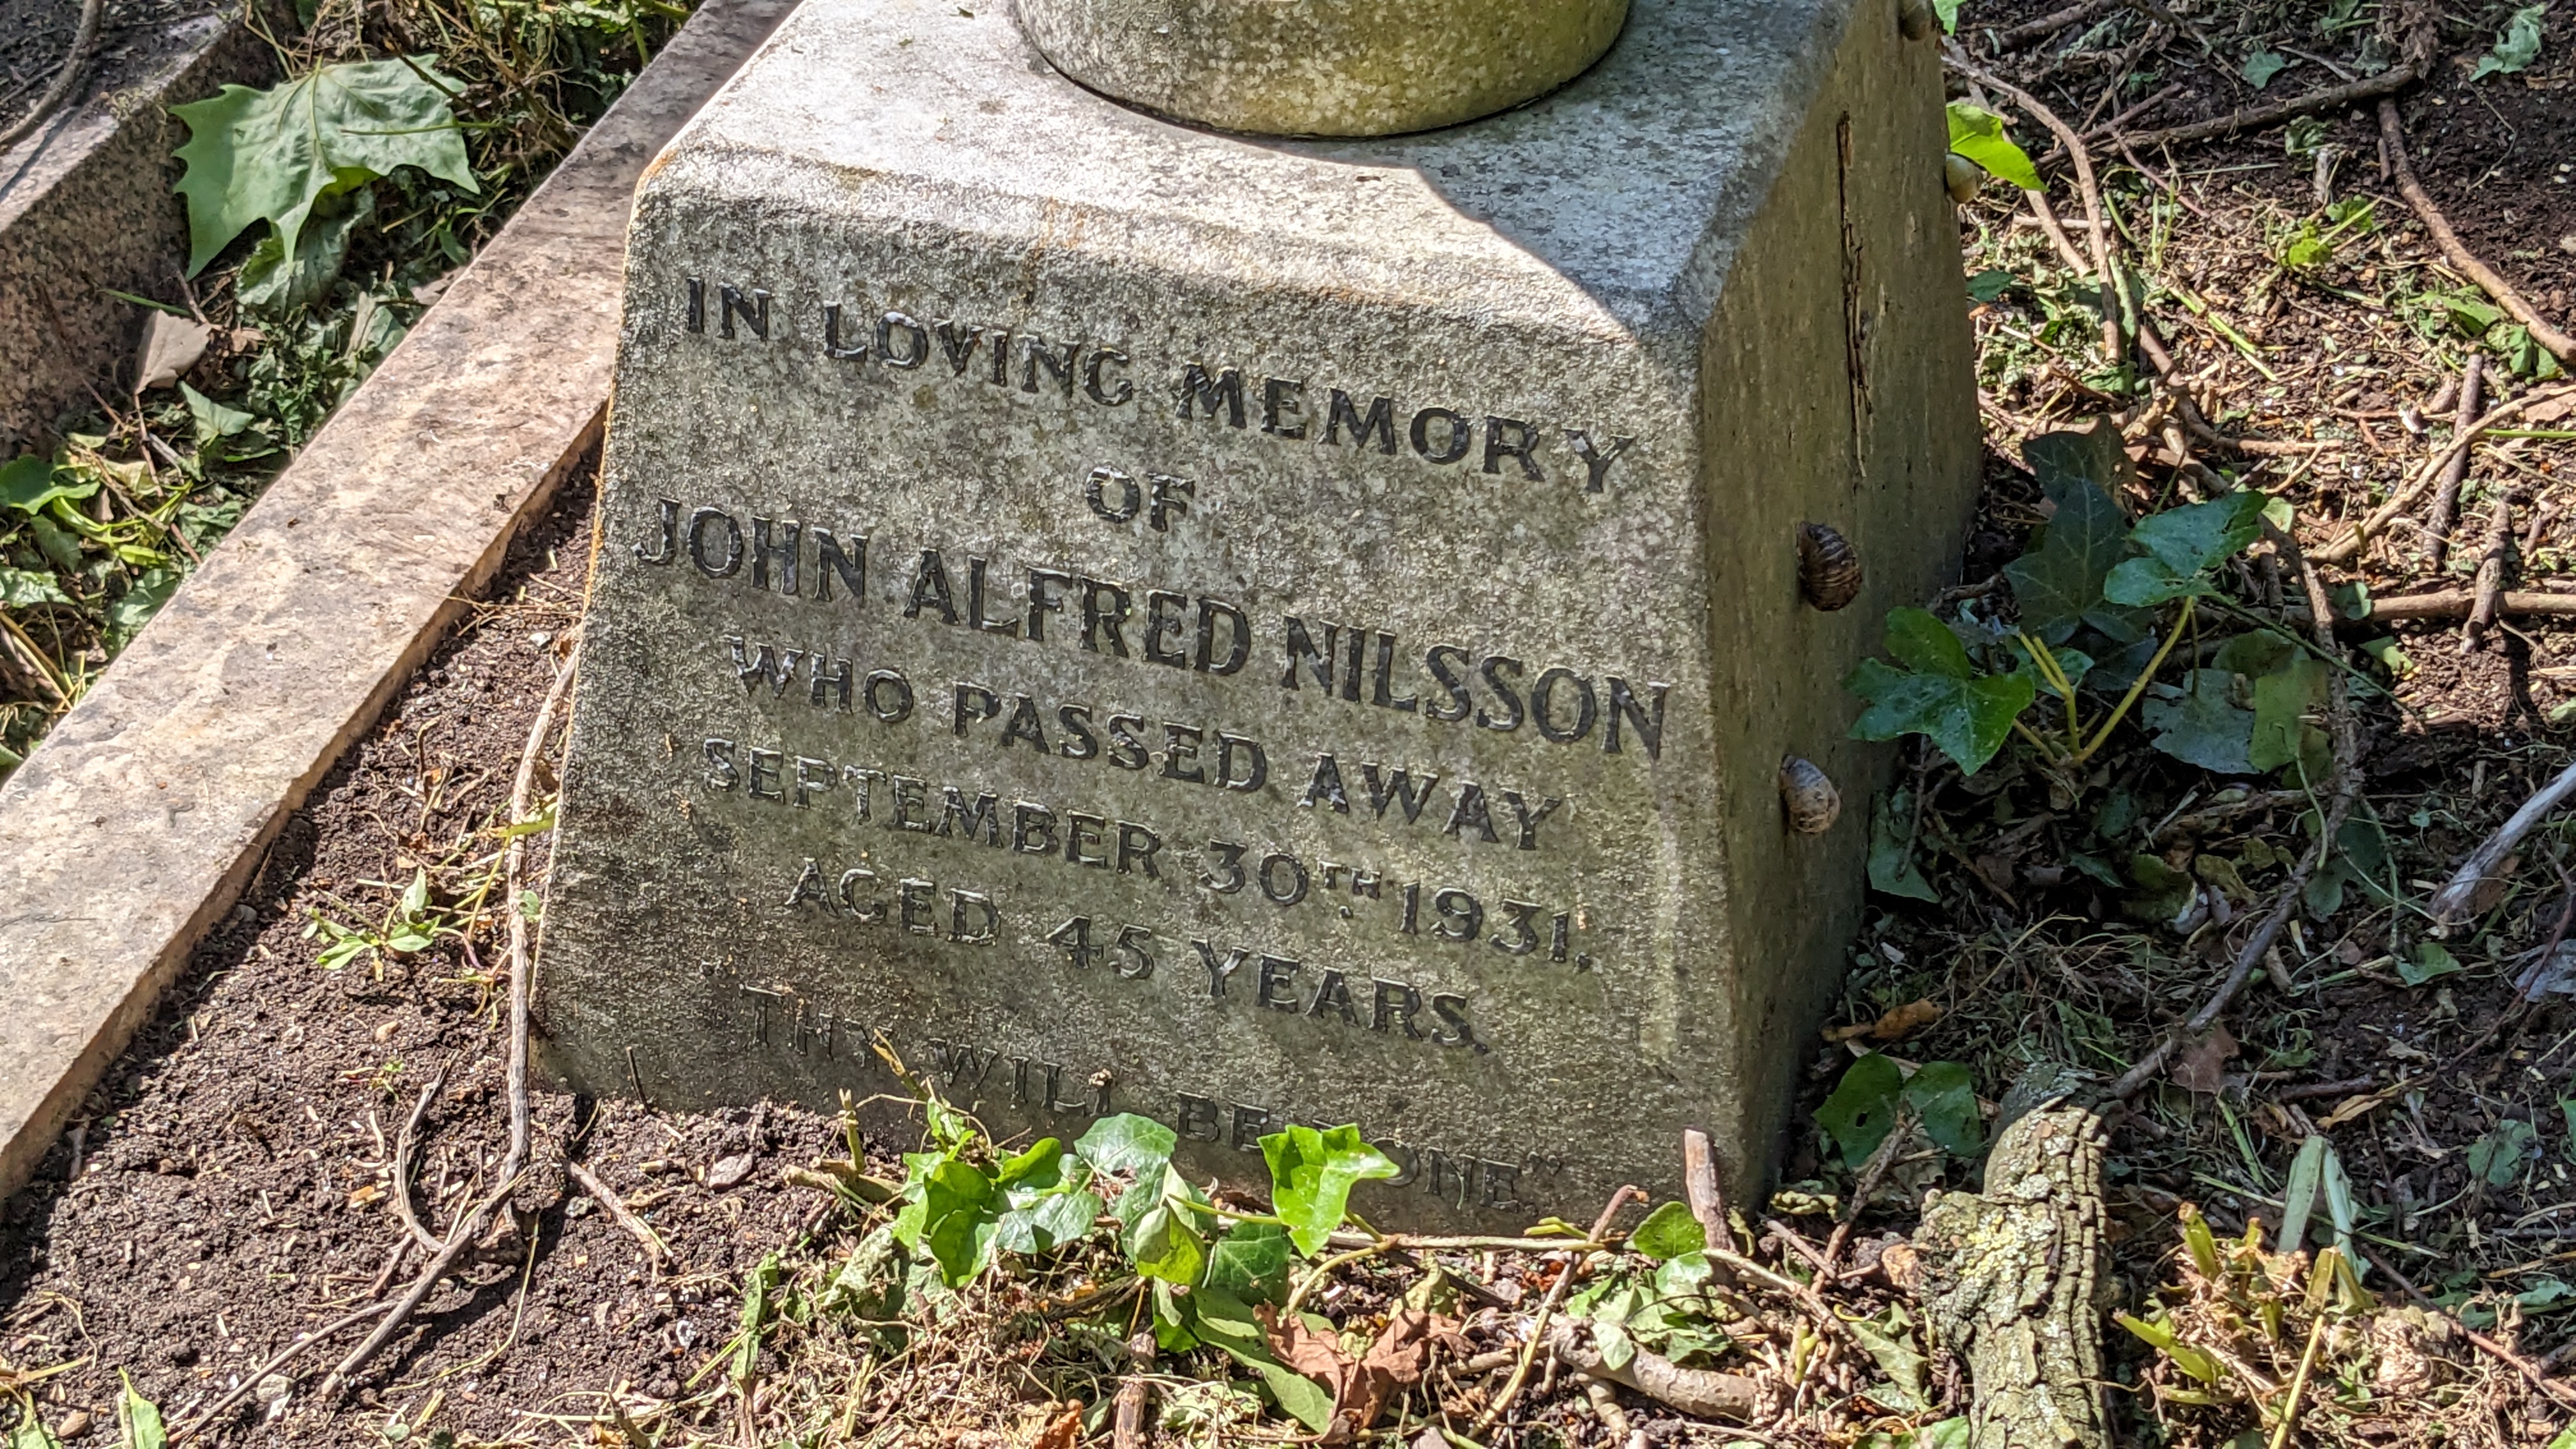 IN LOVING MEMORY
OF
JOHN ALFRED NILSSON
WHO PASSED AWAY
SEPTEMBER 30TH 1931,
AGED 45 YEARS.
"THY WILL BE DONE."